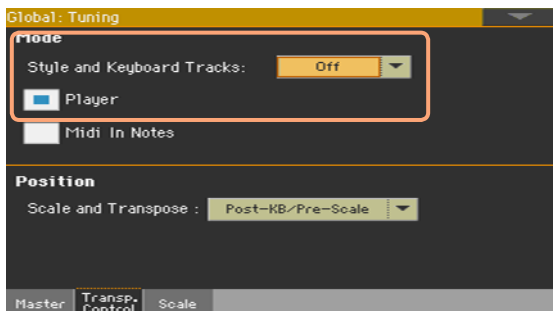 Global: Tuning
Mode
Style and Keyboard Tracks: Off
Player
Midi In Notes
Position
Scale and Transpose : Post-KB/Pre-Scale
Master Transp. Control Scale